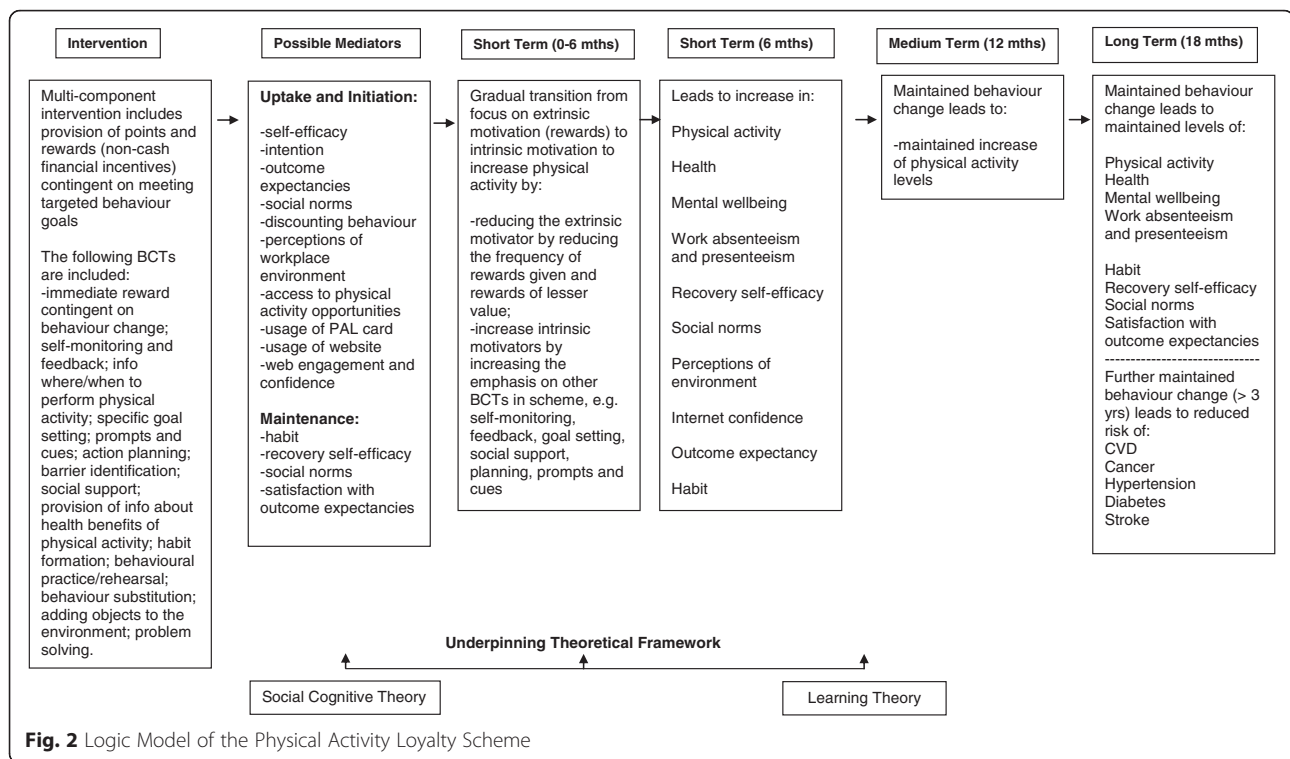 Intervention
Possible Mediators
Short Term (0-6 mths)
Short Term (6 mths)
Medium Term (12 mths)
Long Term (18 mths)
Multi-component
intervention includes
provision of points and
rewards (non-cash
financial incentives)
contingent on meeting
targeted behaviour
goals
The following BCTs
are included:
-immediate reward
contingent on
behaviour change;
self-monitoring and
feedback; info
where/when to
perform physical
activity; specific goal
setting; prompts and
cues; action planning;
barrier identification;
social support;
provision of info about
health benefits of
physical activity; habit
formation; behavioural
practice/rehearsal;
behaviour substitution;
adding objects to the
environment; problem
solving.
Uptake and Initiation:
-self-efficacy
-intention
-outcome
expectancies
-social norms
-discounting behaviour
-perceptions of
workplace
environment
-access to physical
activity opportunities
-usage of PAL card
-usage of website
-web engagement and
confidence
Maintenance:
-habit
-recovery self-efficacy
-social norms
-satisfaction with
outcome expectancies
Gradual transition from
focus on extrinsic
motivation (rewards) to
intrinsic motivation to
increase physical
activity by:
-reducing the extrinsic
motivator by reducing
the frequency of
rewards given and
rewards of lesser
value;
-increase intrinsic
motivators by
increasing the
emphasis on other
BCTs in scheme, e.g.
self-monitoring,
feedback, goal setting,
social support,
planning, prompts and
cues
Leads to increase in:
Physical activity
Health
Mental wellbeing
Work absenteeism
and presenteeism
Recovery self-efficacy
Social norms
Perceptions of
environment
Internet confidence
Outcome expectancy
Habit
Maintained behaviour
change leads to:
-maintained increase
of physical activity
levels
Maintained behaviour
change leads to
maintained levels of:
Physical activity
Health
Mental wellbeing
Work absenteeism
and presenteeism
Habit
Recovery self-efficacy
Social norms
Satisfaction with
outcome expectancies
-------------------------------
Further maintained
behaviour change (> 3
yrs) leads to reduced
risk of:
CVD
Cancer
Hypertension
Diabetes
Stroke
Underpinning Theoretical Framework
Social Cognitive Theory
Learning Theory
Fig. 2 Logic Model of the Physical Activity Loyalty Scheme